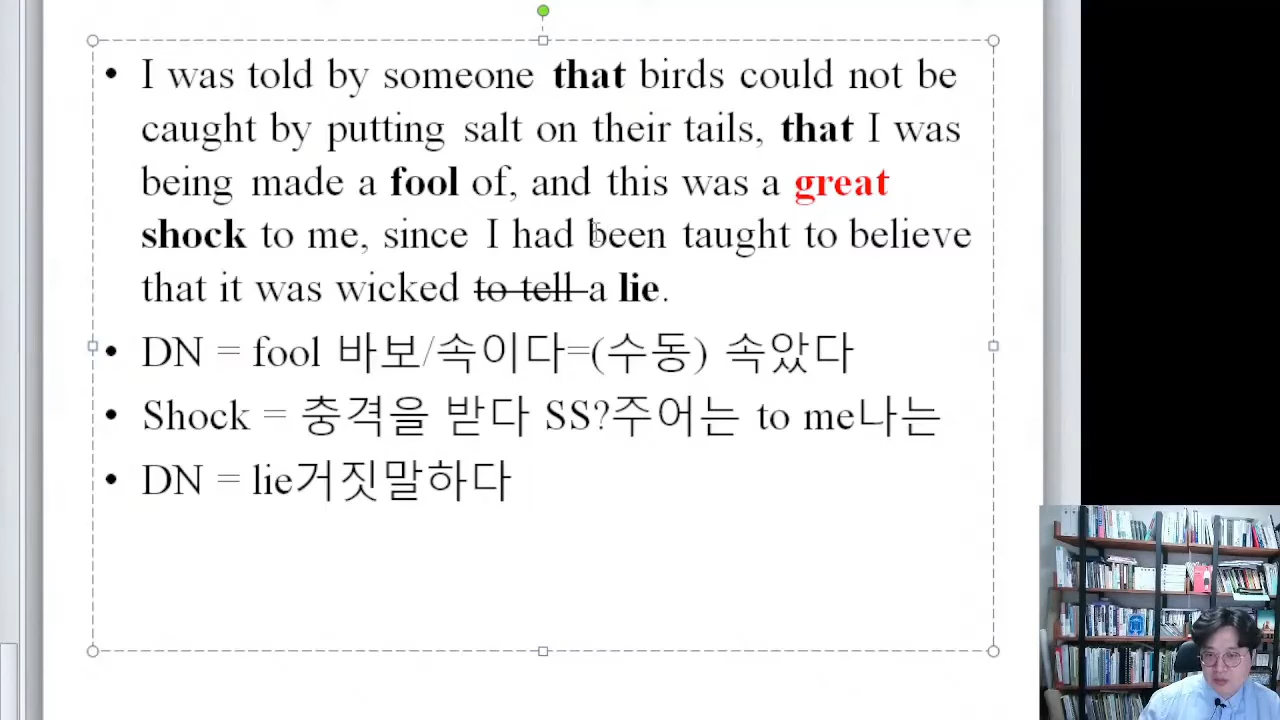 • I was told by someone that birds could not be
caught by putting salt on their tails, that I was
being made a fool of, and this was a great
shock to me, since I had been taught to believe
that it was wicked to tell a lie.
• DN = fool 바보/속이다=(수동) 속았다
• Shock = 충격을 받다 SS?주어는 to me나는
• DN = lie거짓말하다